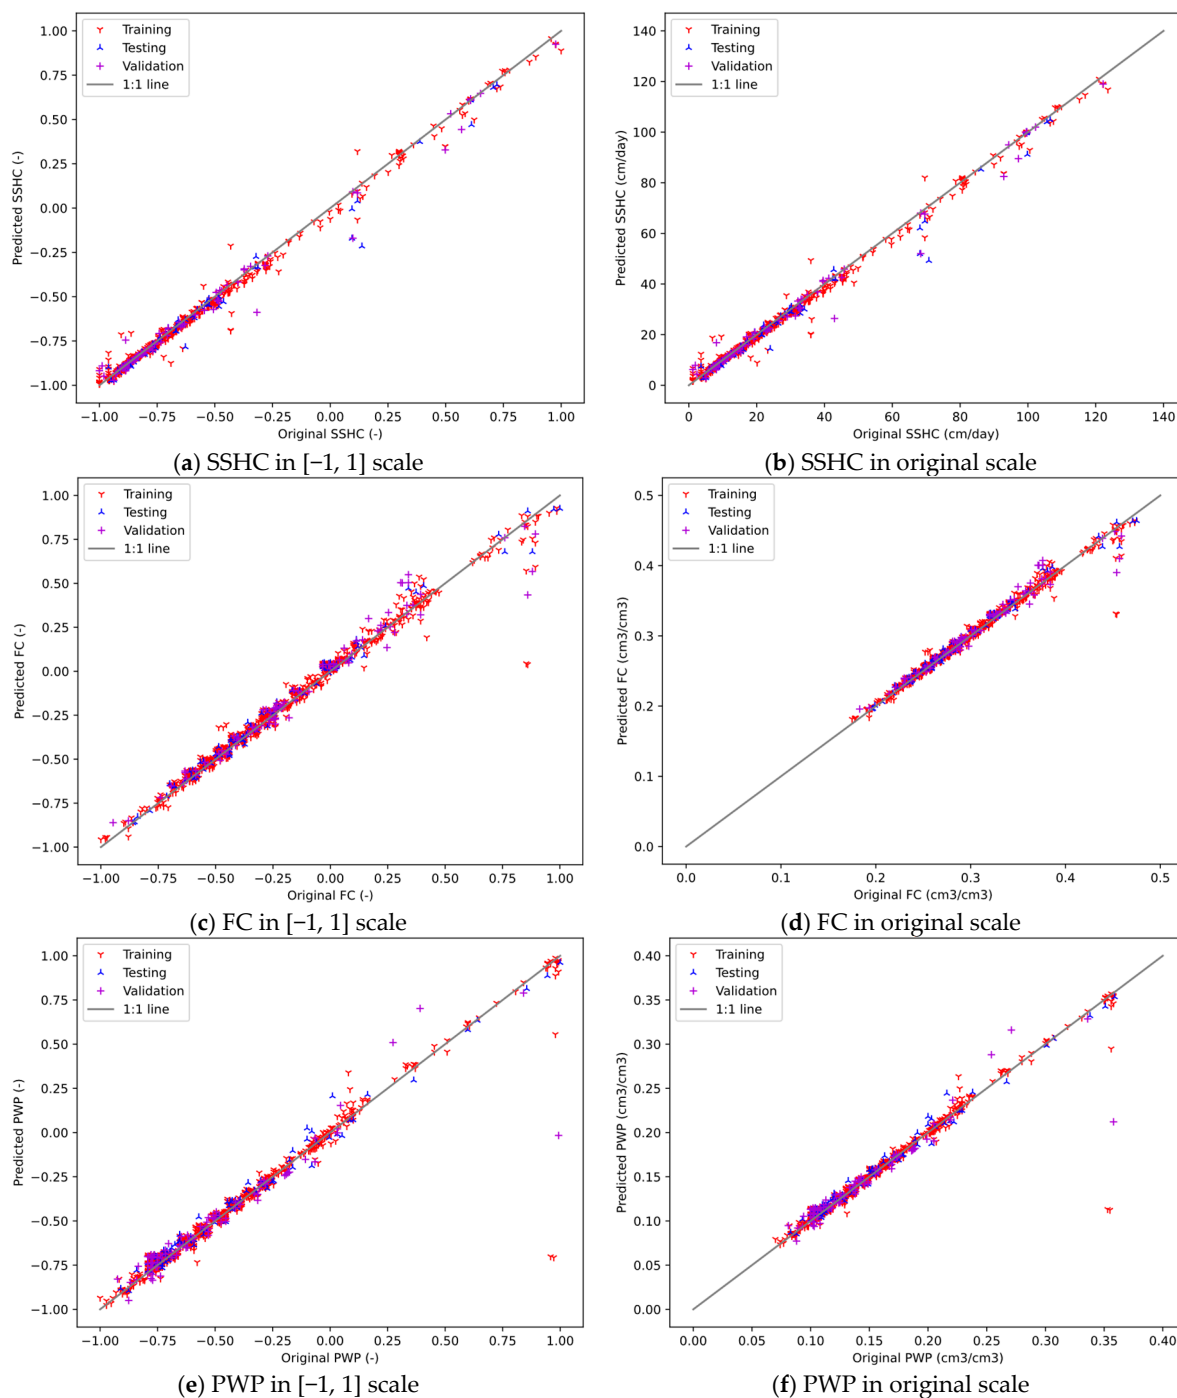 1.00
0.75
0.50
0.25
0.00
−0.25
−0.50
−0.75
−1.00
Predicted SSHC (-)
Training
Testing
Validation
1:1 line
−1.00 −0.75 −0.50 −0.25 0.00 0.25 0.50 0.75 1.00
Original SSHC (-)
(a) SSHC in [−1, 1] scale
140
120
100
80
60
40
20
0
Predicted SSHC (cm/day)
Training
Testing
Validation
1:1 line
0 20 40 60 80 100 120 140
Original SSHC (cm/day)
(b) SSHC in original scale
1.00
0.75
0.50
0.25
0.00
−0.25
−0.50
−0.75
−1.00
Predicted FC (-)
Training
Testing
Validation
1:1 line
−1.00 −0.75 −0.50 −0.25 0.00 0.25 0.50 0.75 1.00
Original FC (-)
(c) FC in [−1, 1] scale
0.5
0.4
0.3
0.2
0.1
0.0
Predicted FC (cm3/cm3)
Training
Testing
Validation
1:1 line
0.0 0.1 0.2 0.3 0.4 0.5
Original FC (cm3/cm3)
(d) FC in original scale
1.00
0.75
0.50
0.25
0.00
−0.25
−0.50
−0.75
−1.00
Predicted PWP (-)
Training
Testing
Validation
1:1 line
−1.00 −0.75 −0.50 −0.25 0.00 0.25 0.50 0.75 1.00
Original PWP (-)
(e) PWP in [−1, 1] scale
0.40
0.35
0.30
0.25
0.20
0.15
0.10
0.05
0.00
Predicted PWP (cm3/cm3)
Training
Testing
Validation
1:1 line
0.00 0.05 0.10 0.15 0.20 0.25 0.30 0.35 0.40
Original PWP (cm3/cm3)
(f) PWP in original scale